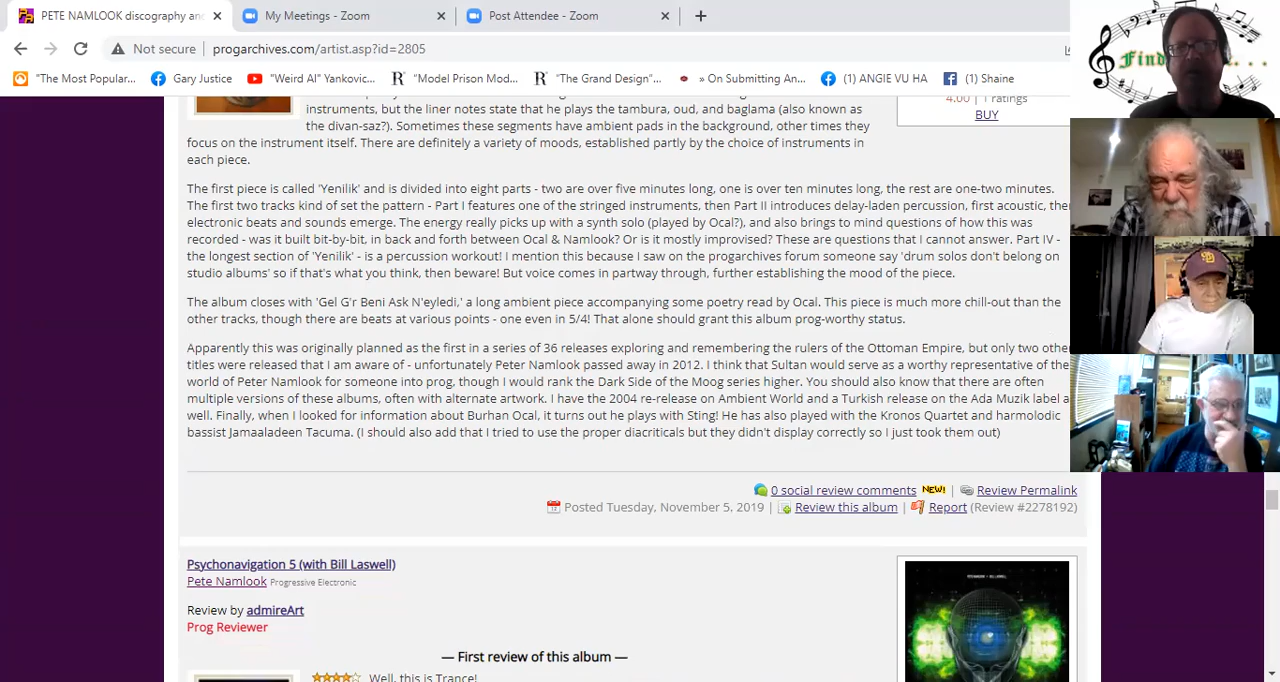 PETE NAMLOOK discography and
My Meetings - Zoom
Post Attendee - Zoom
Not secure
progarchives.com/artist.asp?id=2805
"The Most Popular...
Gary Justice
"Weird Al" Yankovic...
"Model Prison Mod...
"The Grand Design"...
» On Submitting An...
(1) ANGIE VU HA
(1) Shaine
Find
4.00 | 1 ratings
BUY
instruments, but the liner notes state that he plays the tambura, oud, and baglama (also known as
the divan-saz?). Sometimes these segments have ambient pads in the background, other times they
focus on the instrument itself. There are definitely a variety of moods, established partly by the choice of instruments in
each piece.
The first piece is called 'Yenilik' and is divided into eight parts - two are over five minutes long, one is over ten minutes long, the rest are one-two minutes.
The first two tracks kind of set the pattern - Part I features one of the stringed instruments, then Part II introduces delay-laden percussion, first acoustic, the
electronic beats and sounds emerge. The energy really picks up with a synth solo (played by Ocal?), and also brings to mind questions of how this was
recorded - was it built bit-by-bit, in back and forth between Ocal & Namlook? Or is it mostly improvised? These are questions that I cannot answer. Part IV -
the longest section of 'Yenilik' - is a percussion workout! I mention this because I saw on the progarchives forum someone say 'drum solos don't belong on
studio albums' so if that's what you think, then beware! But voice comes in partway through, further establishing the mood of the piece.
The album closes with 'Gel G'r Beni Ask N'eyledi,' a long ambient piece accompanying some poetry read by Ocal. This piece is much more chill-out than the
other tracks, though there are beats at various points - one even in 5/4! That alone should grant this album prog-worthy status.
Apparently this was originally planned as the first in a series of 36 releases exploring and remembering the rulers of the Ottoman Empire, but only two othe
titles were released that I am aware of - unfortunately Peter Namlook passed away in 2012. I think that Sultan would serve as a worthy representative of the
world of Peter Namlook for someone into prog, though I would rank the Dark Side of the Moog series higher. You should also know that there are often
multiple versions of these albums, often with alternate artwork. I have the 2004 re-release on Ambient World and a Turkish release on the Ada Muzik label a
well. Finally, when I looked for information about Burhan Ocal, it turns out he plays with Sting! He has also played with the Kronos Quartet and harmolodic
bassist Jamaaladeen Tacuma. (I should also add that I tried to use the proper diacriticals but they didn't display correctly so I just took them out)
0 social review comments NEW! | Review Permalink
Posted Tuesday, November 5, 2019 | Review this album | Report (Review #2278192)
Psychonavigation 5 (with Bill Laswell)
Pete Namlook Progressive Electronic
Review by admireArt
Prog Reviewer
— First review of this album —
Well, this is Trance!